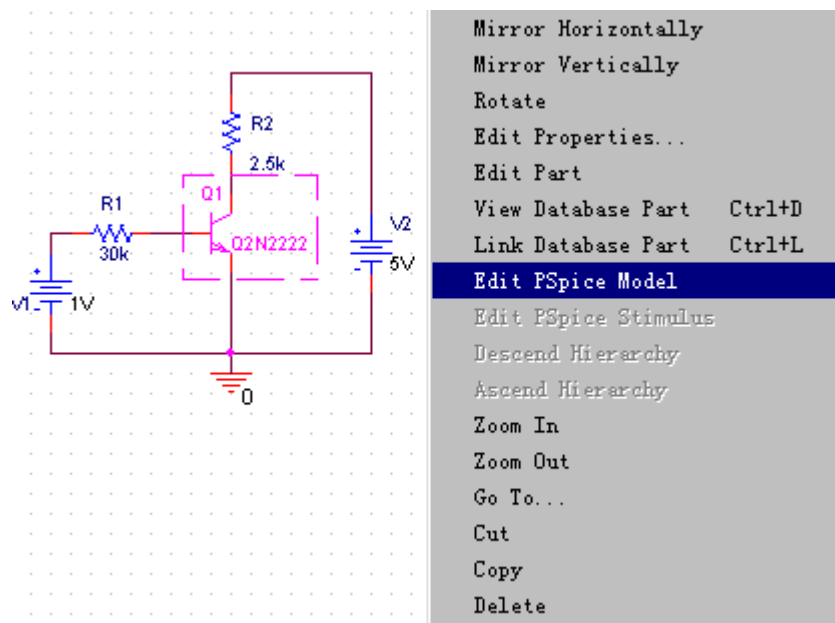 R2
2.5k
Q1
Q2N2222
R1
30k
V1
1V
V2
5V
0
Mirror Horizontally
Mirror Vertically
Rotate
Edit Properties...
Edit Part
View Database Part Ctrl+D
Link Database Part Ctrl+L
Edit PSpice Model
Edit PSpice Stimulus
Descend Hierarchy
Ascend Hierarchy
Zoom In
Zoom Out
Go To...
Cut
Copy
Delete